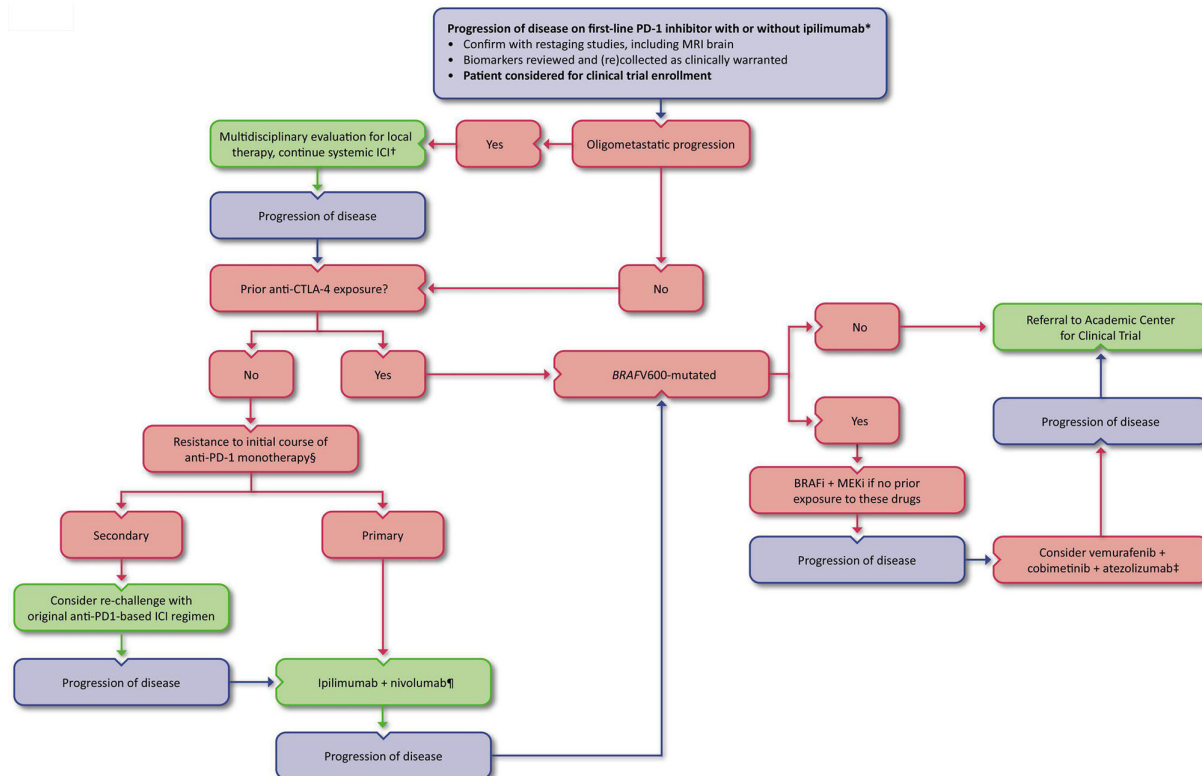 Progression of disease on first-line PD-1 inhibitor with or without ipilimumab*
• Confirm with restaging studies, including MRI brain
• Biomarkers reviewed and (re)collected as clinically warranted
• Patient considered for clinical trial enrollment
Multidisciplinary evaluation for local
therapy, continue systemic ICI†
Yes
Oligometastatic progression
Progression of disease
Prior anti-CTLA-4 exposure?
No
No
Yes
BRAFV600-mutated
No
Referral to Academic Center
for Clinical Trial
Yes
Progression of disease
Resistance to initial course of
anti-PD-1 monotherapy§
BRAFi + MEKi if no prior
exposure to these drugs
Secondary
Primary
Progression of disease
Consider vemurafenib +
cobimetinib + atezolizumab‡
Consider re-challenge with
original anti-PD1-based ICI regimen
Progression of disease
Ipilimumab + nivolumab¶
Progression of disease